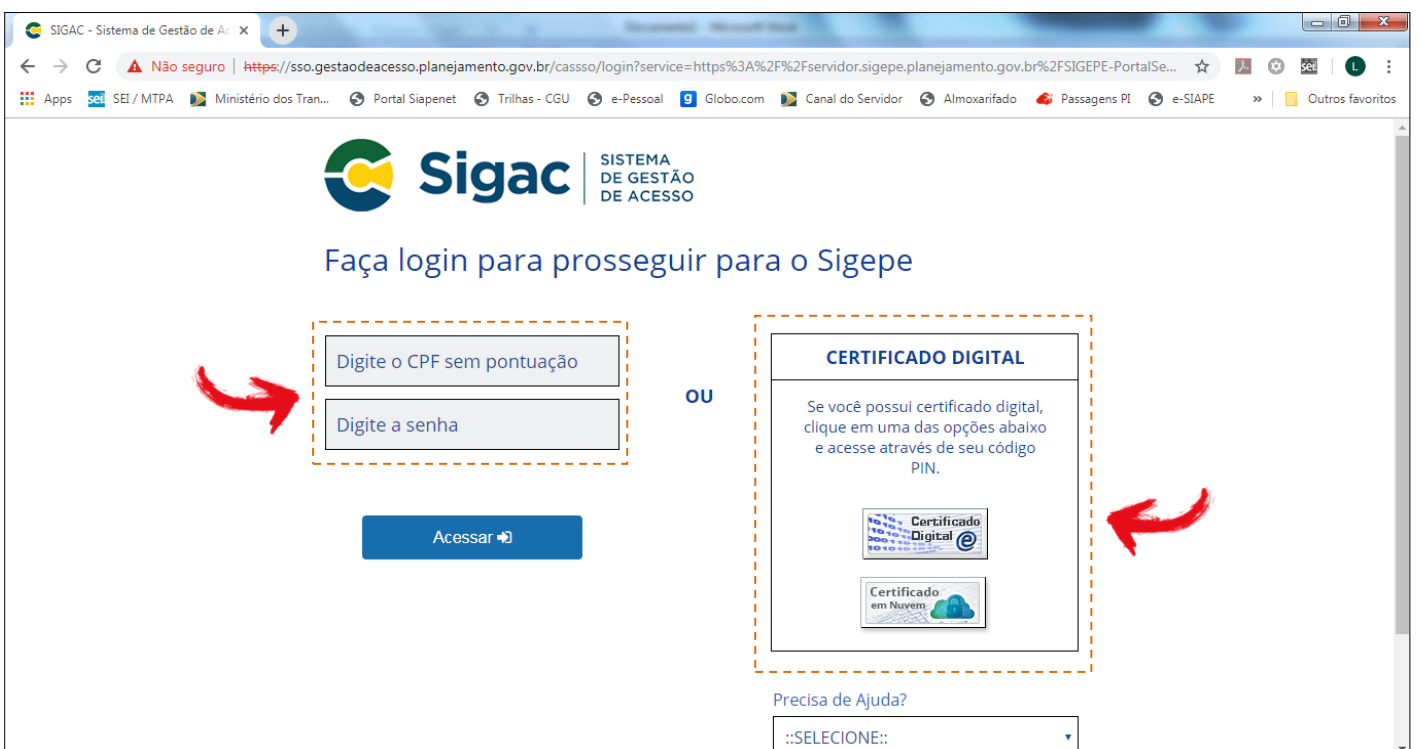 SIGAC - Sistema de Gestão de Ac
Não seguro | https://sso.gestaodeacesso.planejamento.gov.br/cassso/login?service=https%3A%2F%2Fservidor.sigepe.planejamento.gov.br%2FSIGEPE-PortalSe...
sei
L
Apps
sei SEI / MTPA
Ministério dos Tran...
Portal Siapenet
Trilhas - CGU
e-Pessoal
g Globo.com
Canal do Servidor
Almoxarifado
Passagens PI
e-SIAPE
»
Outros favoritos
Sigac
SISTEMA
DE GESTÃO
DE ACESSO
Faça login para prosseguir para o Sigepe
Digite o CPF sem pontuação
Digite a senha
Acessar
OU
CERTIFICADO DIGITAL
Se você possui certificado digital,
clique em uma das opções abaixo
e acesse através de seu código
PIN.
Certificado
Digital
Certificado
em Nuvem
Precisa de Ajuda?
::SELECIONE::